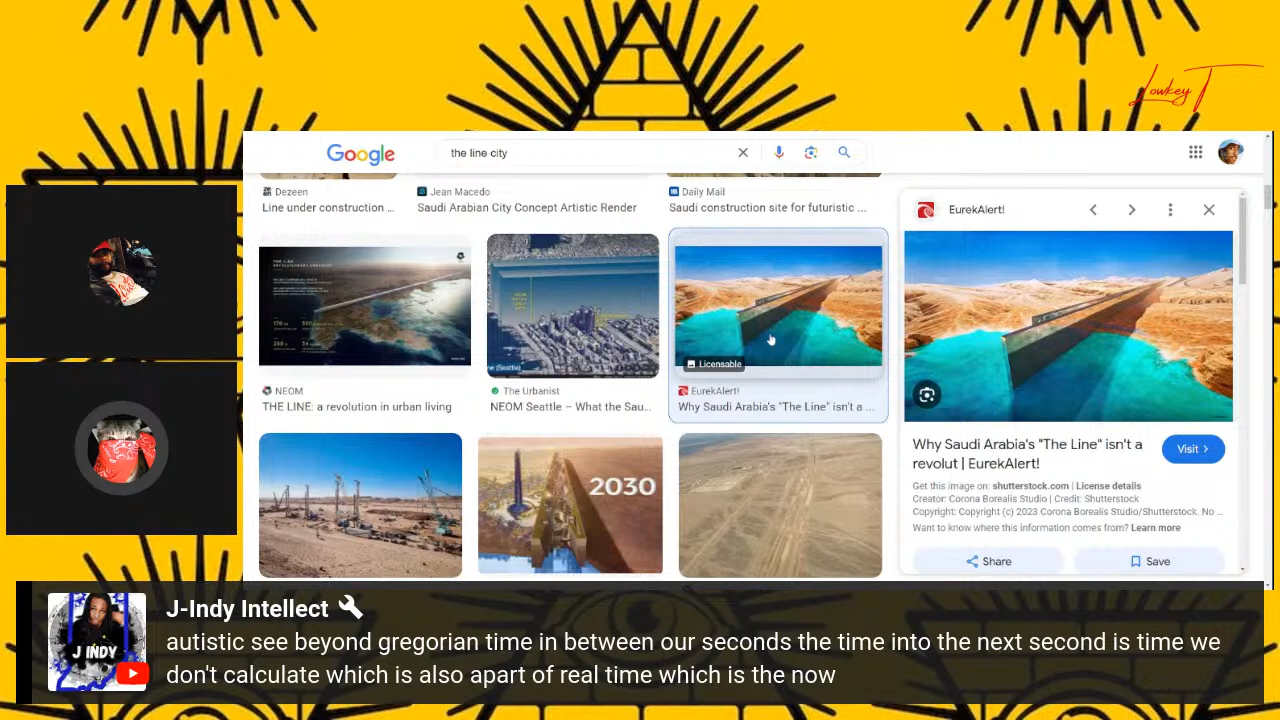 Lowkey T
Google
the line city
Dezeen
Line under construction ...
Jean Macedo
Saudi Arabian City Concept Artistic Render
Daily Mail
Saudi construction site for futuristic ...
EurekAlert!
THE LINE
Licensable
NEOM
THE LINE: a revolution in urban living
The Urbanist
NEOM Seattle – What the Sau...
EurekAlert!
Why Saudi Arabia's "The Line" isn't a ...
2030
Why Saudi Arabia's "The Line" isn't a
revolut | EurekAlert!
Visit
Get this image on: shutterstock.com | License details
Creator: Corona Borealis Studio | Credit: Shutterstock
Copyright: Copyright (c) 2023 Corona Borealis Studio/Shutterstock. No ...
Want to know where this information comes from? Learn more
Share
Save
J INDY
J-Indy Intellect
autistic see beyond gregorian time in between our seconds the time into the next second is time we
don't calculate which is also apart of real time which is the now